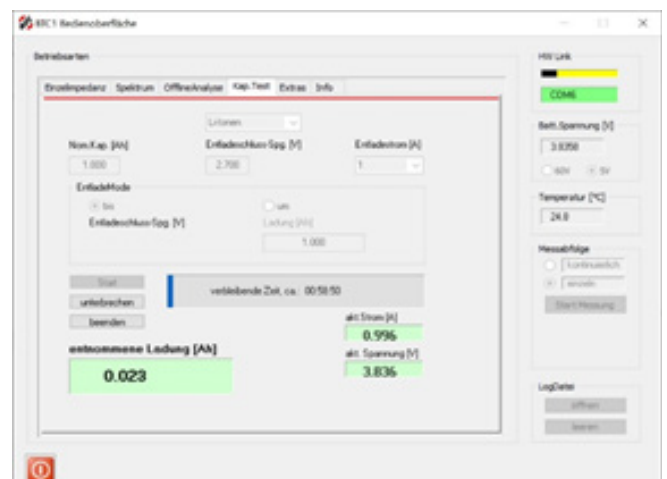 BTC1 Bedienoberfläche
Betriebsarten
Einzelimpedanz Spektrum OfflineAnalyse Kap.Test Extras Info
Li-Ionen
Nom.Kap. [Ah] Entladeschluss-Spg. [V] Entladestrom [A]
1.000 2.700 1
EntladeMode
bis um
Entladeschluss-Spg. [V] Ladung [Ah]
1.000
Start
unterbrechen
beenden
verbleibende Zeit, ca.: 00:58:50
akt.Strom [A]
0.996
akt. Spannung [V]
3.836
entnommene Ladung [Ah]
0.023
HW Link
COM6
Batt.Spannung [V]
3.8358
60V 5V
Temperatur [°C]
24.8
Messabfolge
kontinuierlich
einzeln
Start Messung
LogDatei
öffnen
leeren